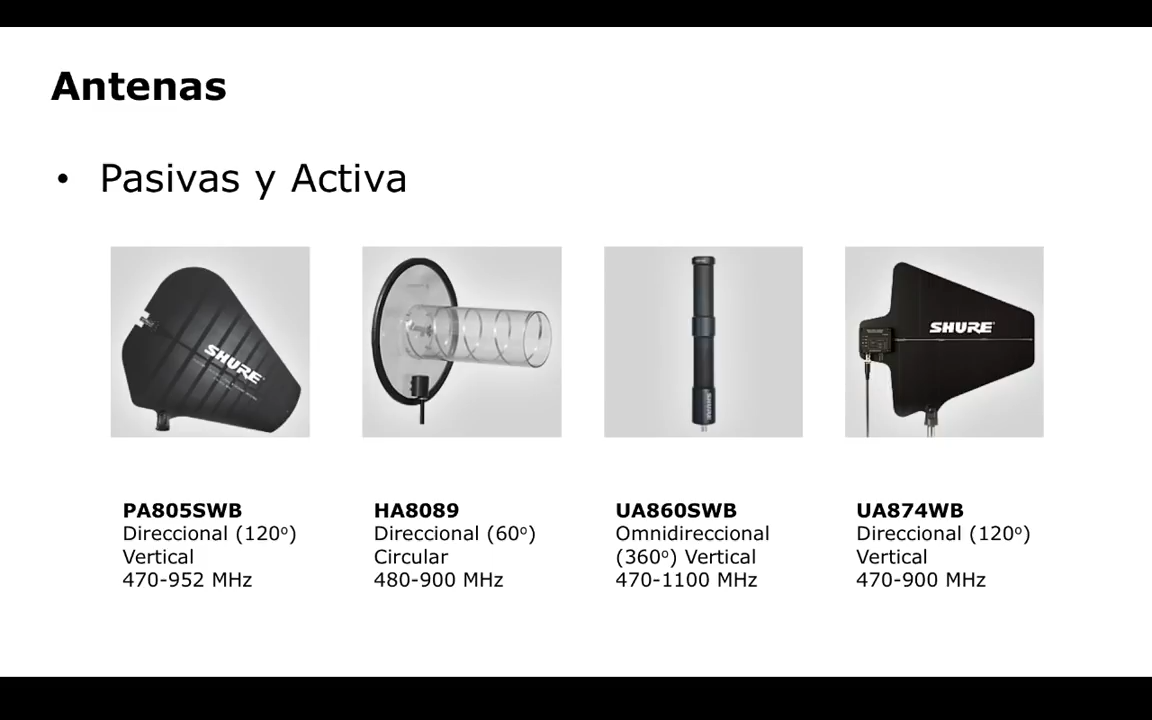 Antenas
• Pasivas y Activa
SHURE
SHURE
SHURE
PA805SWB
Direccional (120º)
Vertical
470-952 MHz
HA8089
Direccional (60º)
Circular
480-900 MHz
UA860SWB
Omnidireccional
(360º) Vertical
470-1100 MHz
UA874WB
Direccional (120º)
Vertical
470-900 MHz